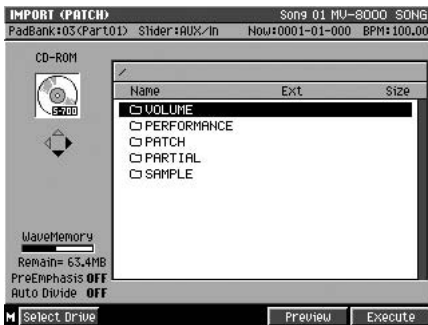 IMPORT (PATCH) Song 01 MV-8000 SONG
PadBank:03<Part01> Slider:AUX/In Now:0001-01-000 BPM:100.00
CD-ROM
S-700
/
Name Ext Size
VOLUME
PERFORMANCE
PATCH
PARTIAL
SAMPLE
WaveMemory
Remain= 63.4MB
PreEmphasis OFF
Auto Divide OFF
M Select Drive Preview Execute